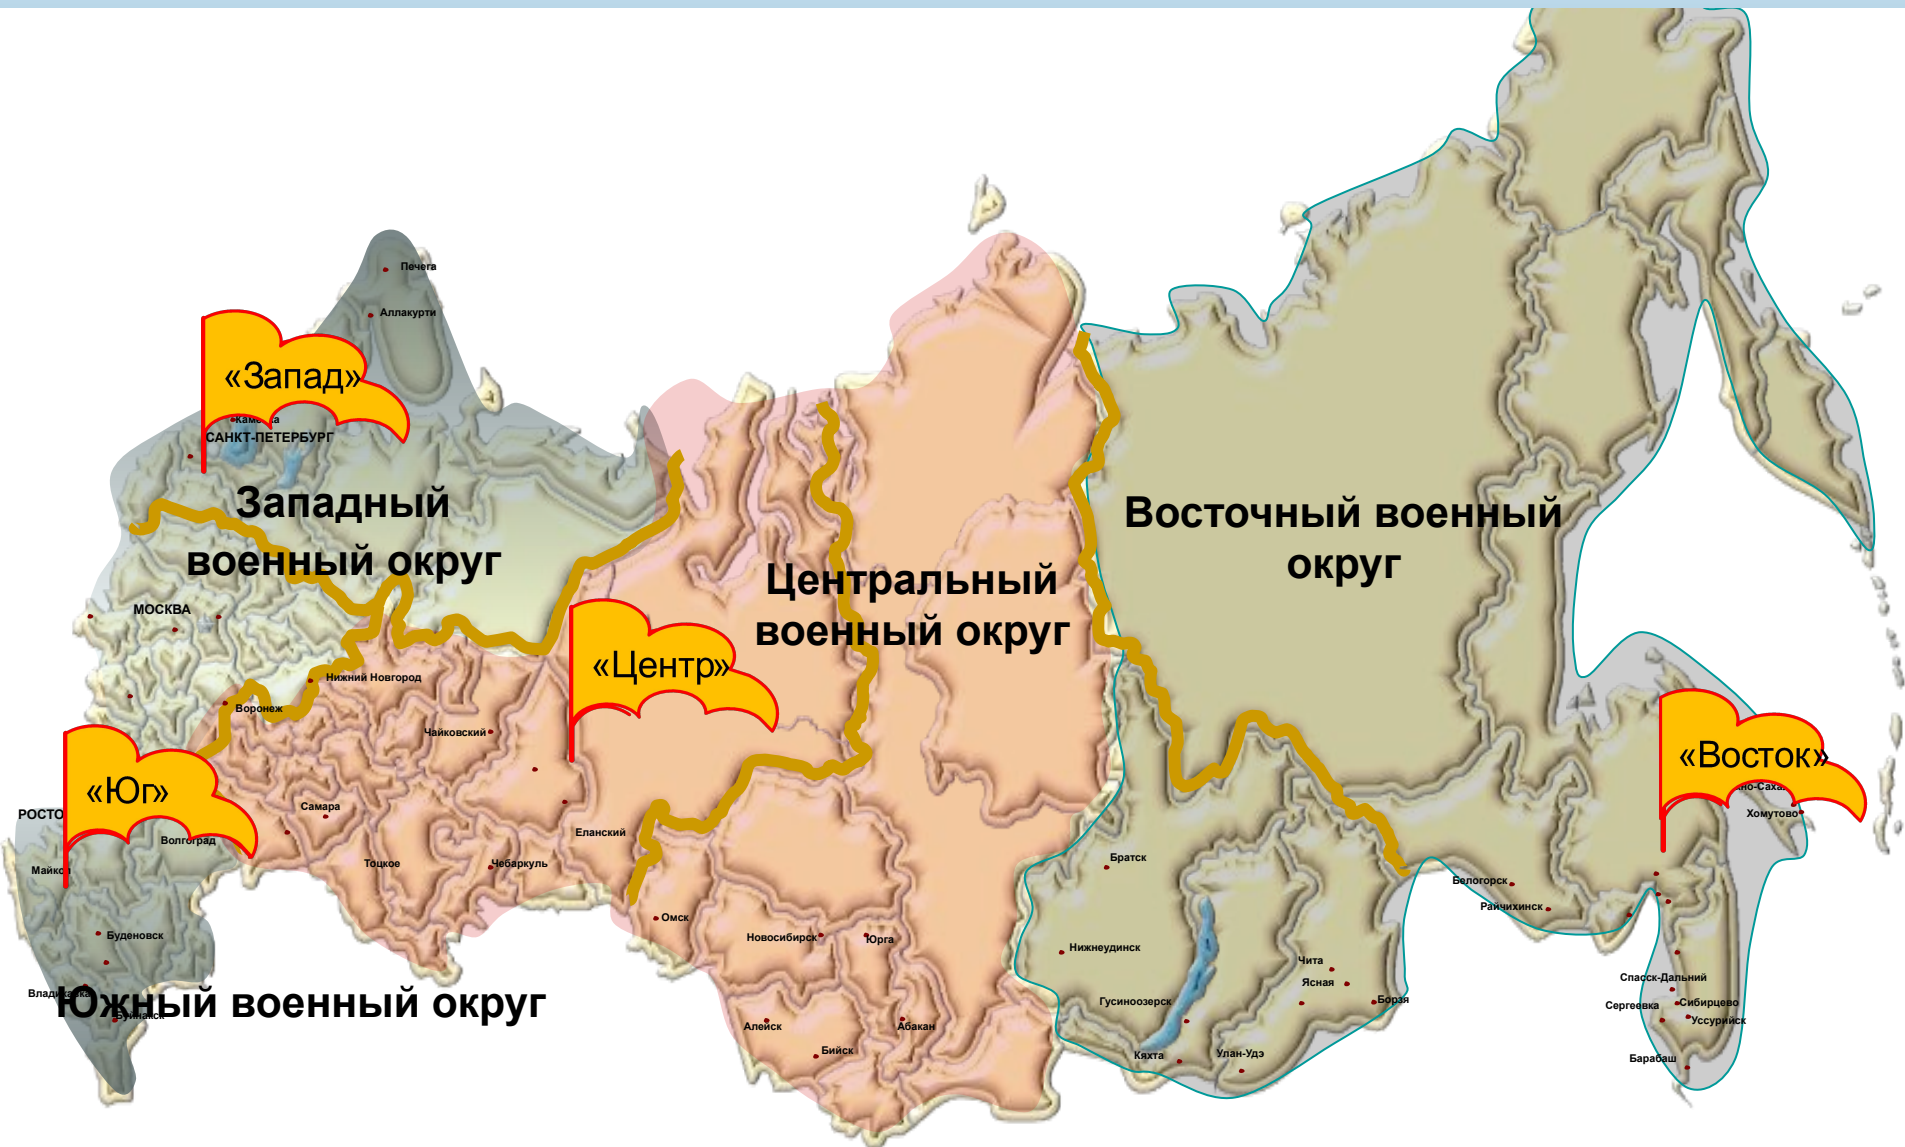 Печега
Аллакурти
«Запад»
САНКТ-ПЕТЕРБУРГ
Западный
военный округ
Восточный военный
округ
Центральный
военный округ
МОСКВА
«Центр»
Нижний Новгород
Воронеж
Чайковский
«Юг»
«Восток»
Самара
Хомутово
Волгоград
Еланский
Тоцкое
Чебаркуль
Братск
Белогорск
Райчихинск
Омск
Новосибирск
Юрга
Буденовск
Нижнеудинск
Чита
Ясная
Спасск-Дальний
Гусиноозерск
Борзя
Сергеевка
Сибирцево
Южный военный округ
Уссурийск
Алейск
Абакан
Бийск
Кяхта
Улан-Удэ
Барабаш